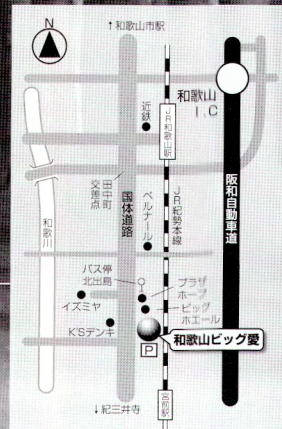 N
↑和歌山市駅
近鉄
JR和歌山駅
和歌山
I、C
田中町
交差点
国体道路
ベルナール
JR紀勢本線
阪和自動車道
和歌川
バス停
北出島
プラザ
ホープ
イズミヤ
ビッグ
ホエール
K'Sデンキ
P
和歌山ビッグ愛
宮前駅
↓紀三井寺